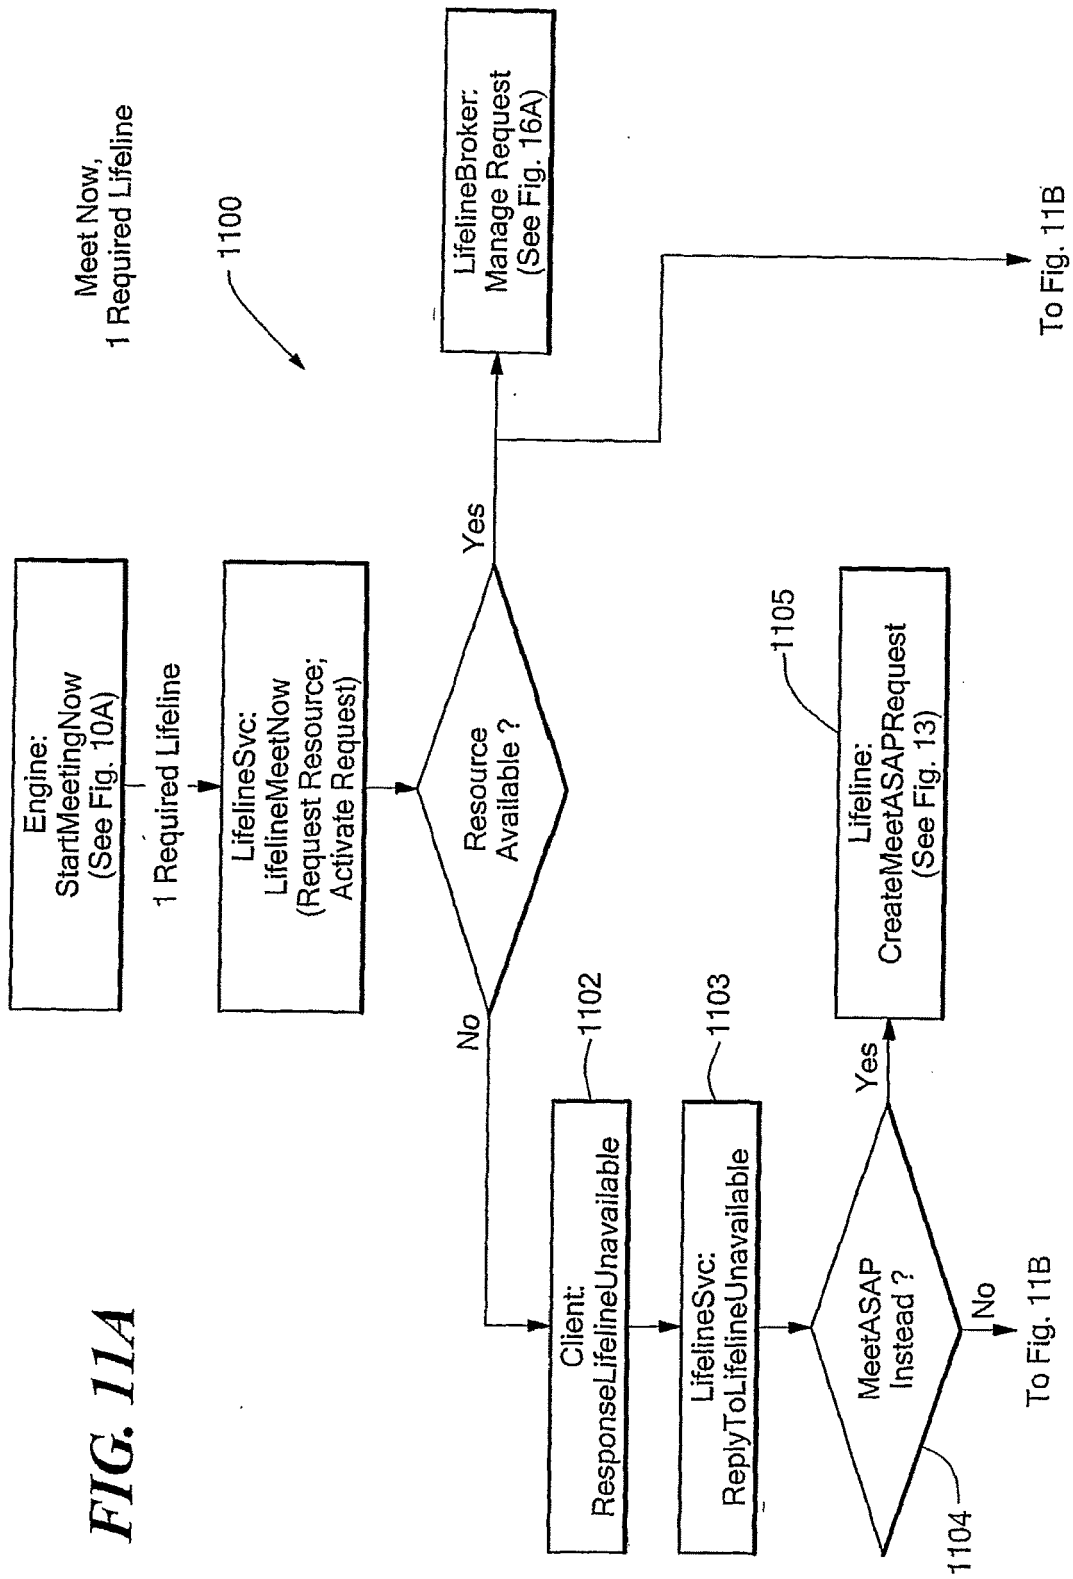 FIG. 11A
Meet Now,
1 Required Lifeline
1100
Engine:
StartMeetingNow
(See Fig. 10A)
1 Required Lifeline
LifelineSvc:
LifelineMeetNow
(Request Resource;
Activate Request)
Resource
Available ?
No
Yes
LifelineBroker:
Manage Request
(See Fig. 16A)
To Fig. 11B
Client:
ResponseLifelineUnavailable
1102
LifelineSvc:
ReplyToLifelineUnavailable
1103
MeetASAP
Instead ?
1104
Yes
Lifeline:
CreateMeetASAPRequest
(See Fig. 13)
1105
No
To Fig. 11B